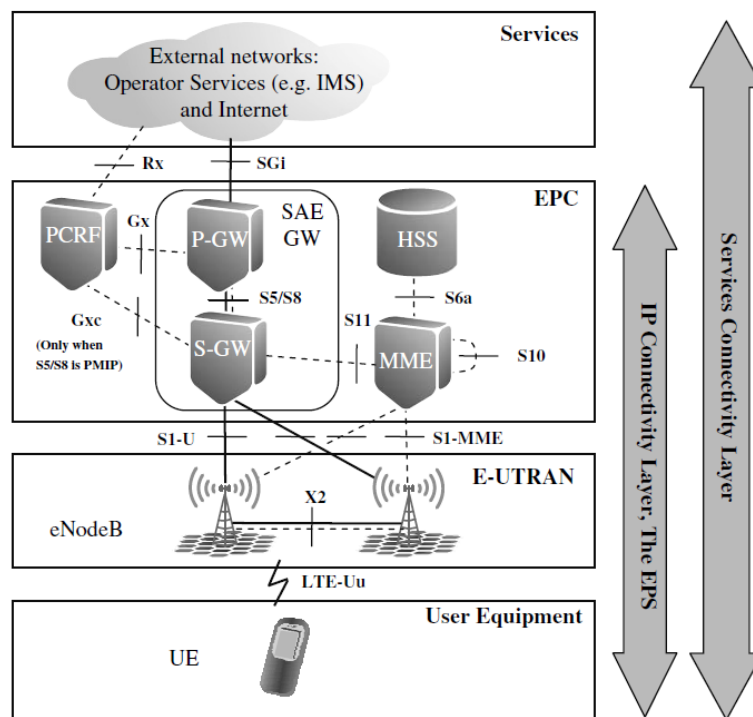 Services
External networks:
Operator Services (e.g. IMS)
and Internet
Rx
SGi
EPC
SAE
GW
PCRF
Gx
P-GW
HSS
S5/S8
S6a
Gxc
(Only when
S5/S8 is PMIP)
S-GW
S11
MME
S10
S1-U
S1-MME
E-UTRAN
X2
eNodeB
LTE-Uu
User Equipment
UE
IP Connectivity Layer, The EPS
Services Connectivity Layer